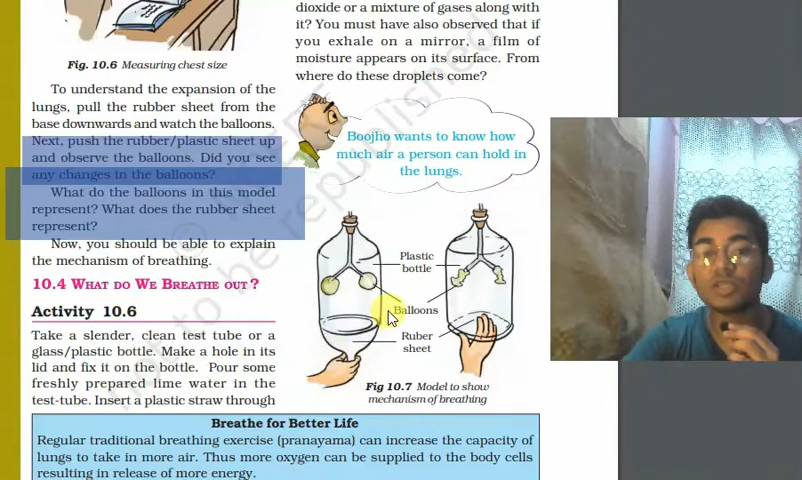 Fig. 10.6 Measuring chest size
To understand the expansion of the
lungs, pull the rubber sheet from the
base downwards and watch the balloons.
Next, push the rubber/plastic sheet up
and observe the balloons. Did you see
any changes in the balloons?
What do the balloons in this model
represent? What does the rubber sheet
represent?
Now, you should be able to explain
the mechanism of breathing.
10.4 WHAT DO WE BREATHE OUT?
Activity 10.6
Take a slender, clean test tube or a
glass/plastic bottle. Make a hole in its
lid and fix it on the bottle. Pour some
freshly prepared lime water in the
test-tube. Insert a plastic straw through
dioxide or a mixture of gases along with
it? You must have also observed that if
you exhale on a mirror, a film of
moisture appears on its surface. From
where do these droplets come?
Boojho wants to know how
much air a person can hold in
the lungs.
Plastic
bottle
Balloons
Ruber
sheet
Fig 10.7 Model to show
mechanism of breathing
Breathe for Better Life
Regular traditional breathing exercise (pranayama) can increase the capacity of
lungs to take in more air. Thus more oxygen can be supplied to the body cells
resulting in release of more energy.
not to be republished